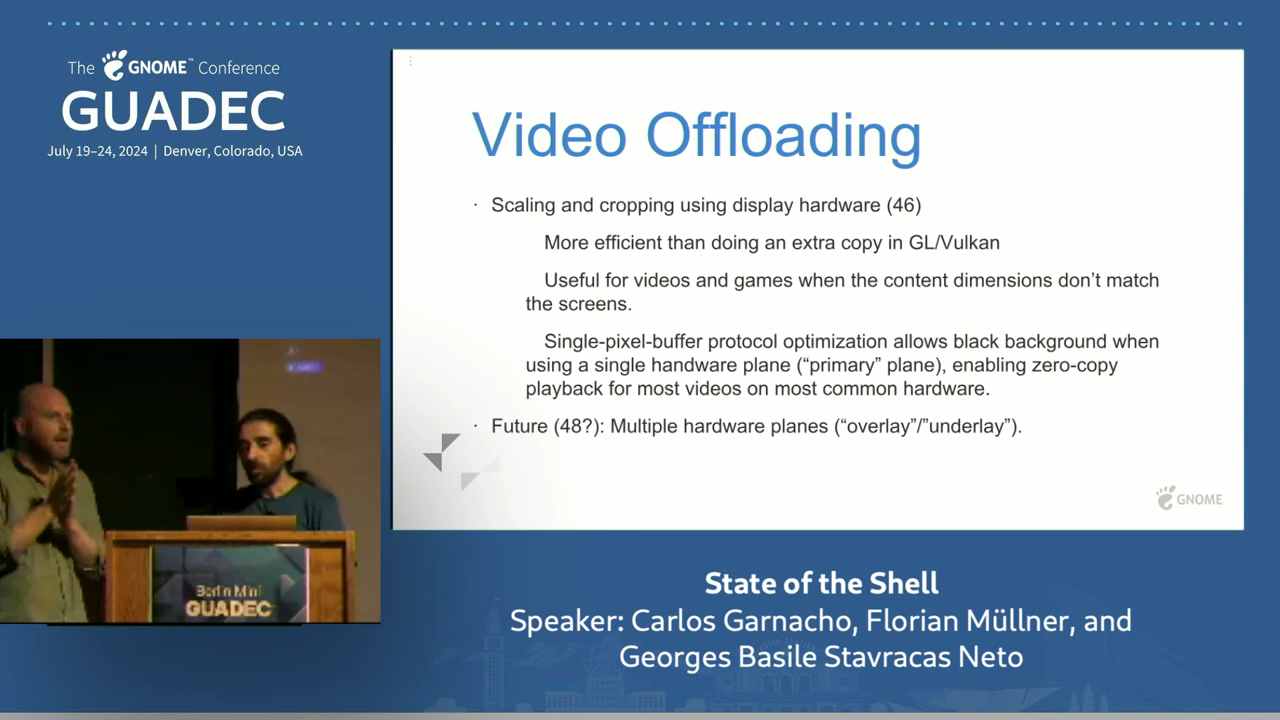 The GNOME™ Conference
GUADEC
July 19–24, 2024 | Denver, Colorado, USA
Video Offloading
· Scaling and cropping using display hardware (46)
More efficient than doing an extra copy in GL/Vulkan
Useful for videos and games when the content dimensions don’t match
the screens.
Single-pixel-buffer protocol optimization allows black background when
using a single handware plane (“primary” plane), enabling zero-copy
playback for most videos on most common hardware.
· Future (48?): Multiple hardware planes (“overlay”/”underlay”).
GNOME
Berlin Mini
GUADEC
State of the Shell
Speaker: Carlos Garnacho, Florian Müllner, and
Georges Basile Stavracas Neto